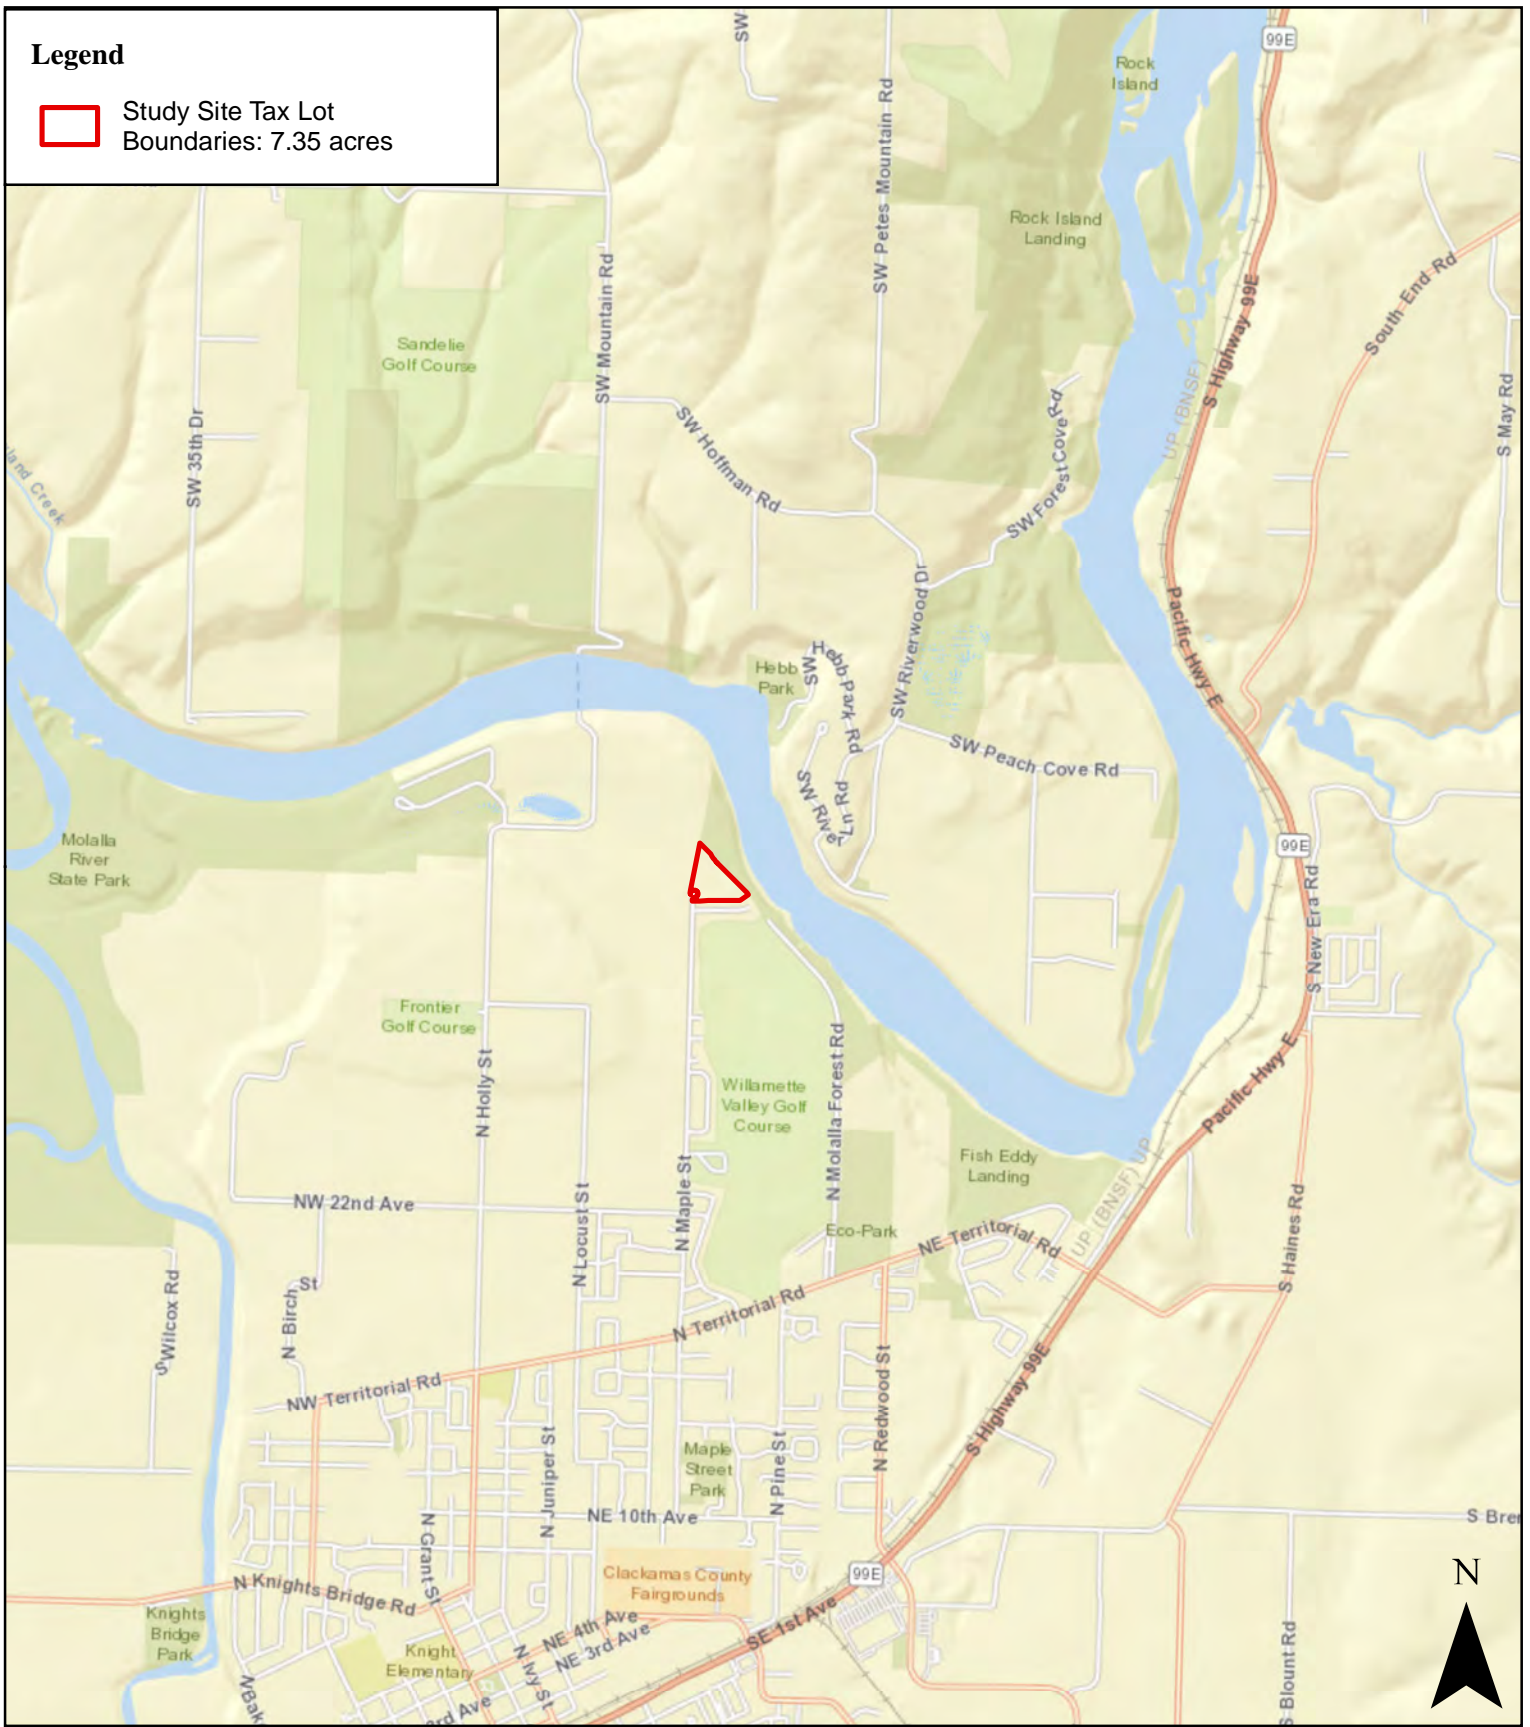 Legend
Study Site Tax Lot
Boundaries: 7.35 acres
SW
99E
Rock
Island
SW Petes Mountain Rd
Rock Island
Landing
SW Mountain Rd
South End Rd
S Highway 99E
Sandelie
Golf Course
UP (BNSF)
S May Rd
SW 35th Dr
SW Hoffman Rd
SW Forest Cove Rd
land Creek
SW Riverwood Dr
Pacific Hwy E
Hebb
Park
SW Hebb Park Rd
SW Peach Cove Rd
SW River Ln Rd
Molalla
River
State Park
99E
S New Era Rd
Frontier
Golf Course
N Holly St
N Molalla Forest Rd
Willamette
Valley Golf
Course
Pacific Hwy E
Fish Eddy
Landing
UP (BNSF) UP
NW 22nd Ave
N Locust St
N Maple St
Eco-Park
NE Territorial Rd
S Haines Rd
S Wilcox Rd
N Birch St
N Territorial Rd
NW Territorial Rd
N Redwood St
S Highway 99E
N Juniper St
Maple
Street
Park
N Pine St
N Grant St
NE 10th Ave
S Bre
N
99E
Clackamas County
Fairgrounds
N Knights Bridge Rd
Knights
Bridge
Park
NE 4th Ave
NE 3rd Ave
SE 1st Ave
Knight
Elementary
N Ivy St
N Bak
3rd Ave
S Blount Rd